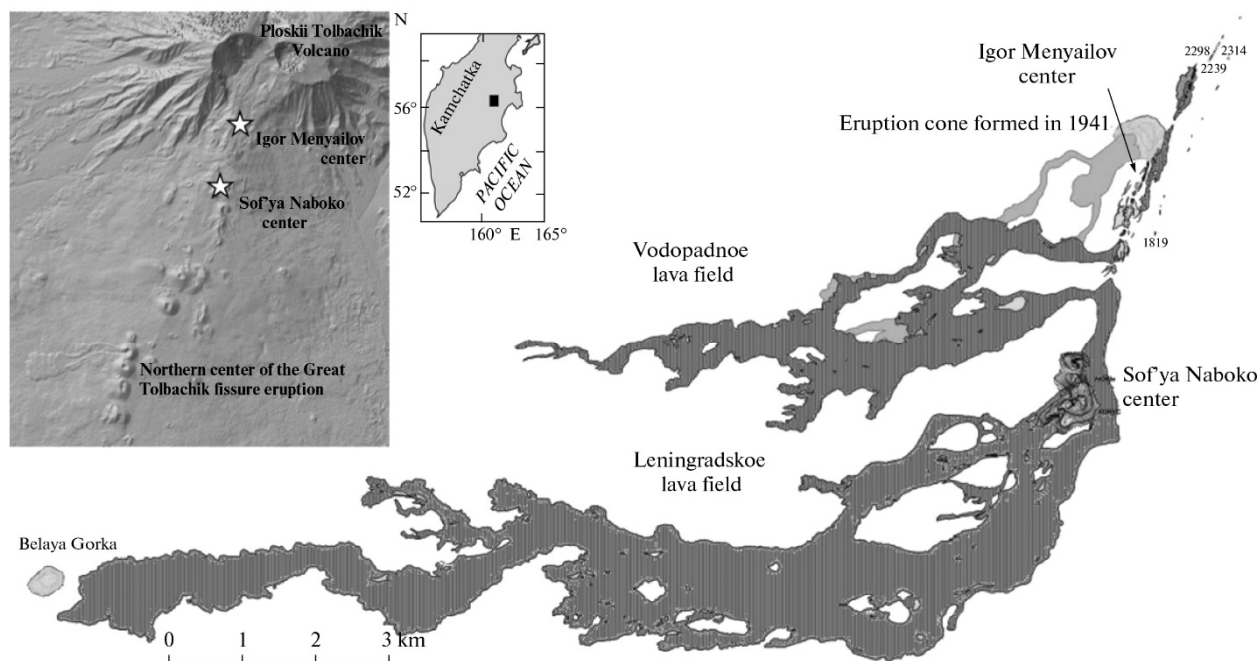 Ploskii Tolbachik
Volcano
Igor Menyailov
center
Sof'ya Naboko
center
Northern center of the Great
Tolbachik fissure eruption
N
Kamchatka
56°
52°
PACIFIC
OCEAN
160° E 165°
2298 2314
2239
Igor Menyailov
center
Eruption cone formed in 1941
1819
Vodopadnoe
lava field
Sof'ya Naboko
center
Leningradskoe
lava field
Belaya Gorka
0 1 2 3 km